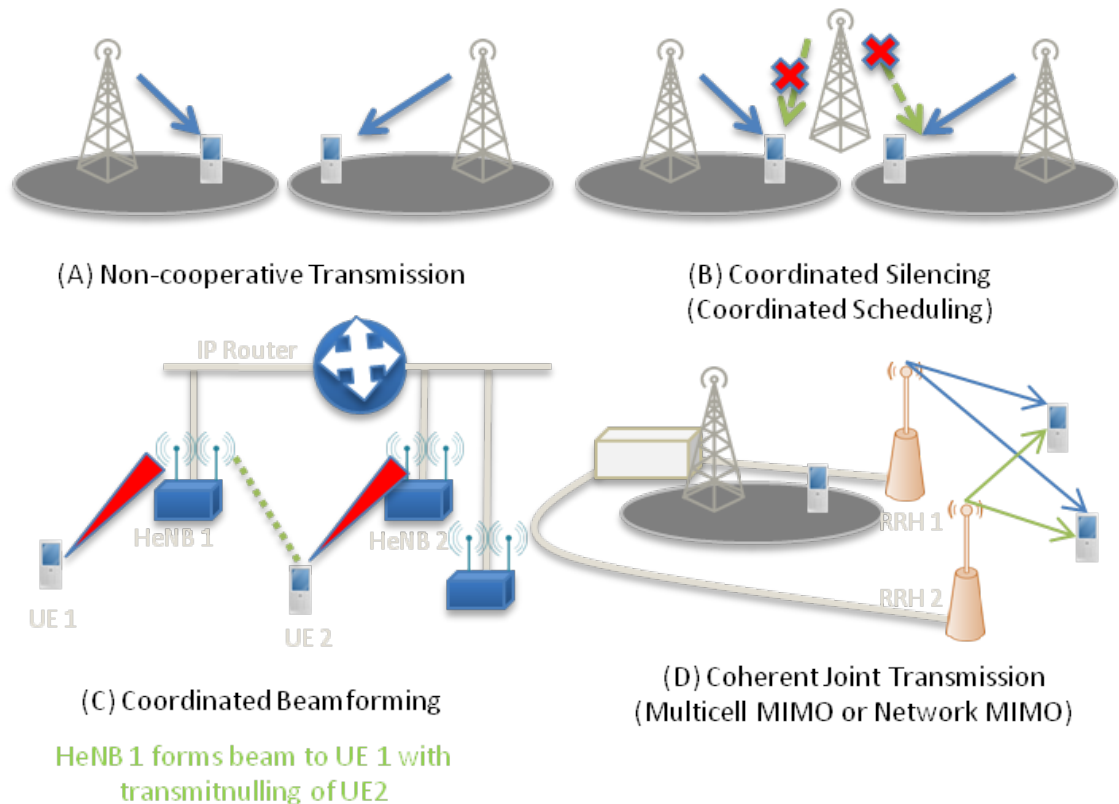 (A) Non-cooperative Transmission
(B) Coordinated Silencing
(Coordinated Scheduling)
IP Router
HeNB 1
HeNB 2
UE 1
UE 2
(C) Coordinated Beamforming
HeNB 1 forms beam to UE 1 with
transmitnulling of UE2
RRH 1
RRH 2
(D) Coherent Joint Transmission
(Multicell MIMO or Network MIMO)